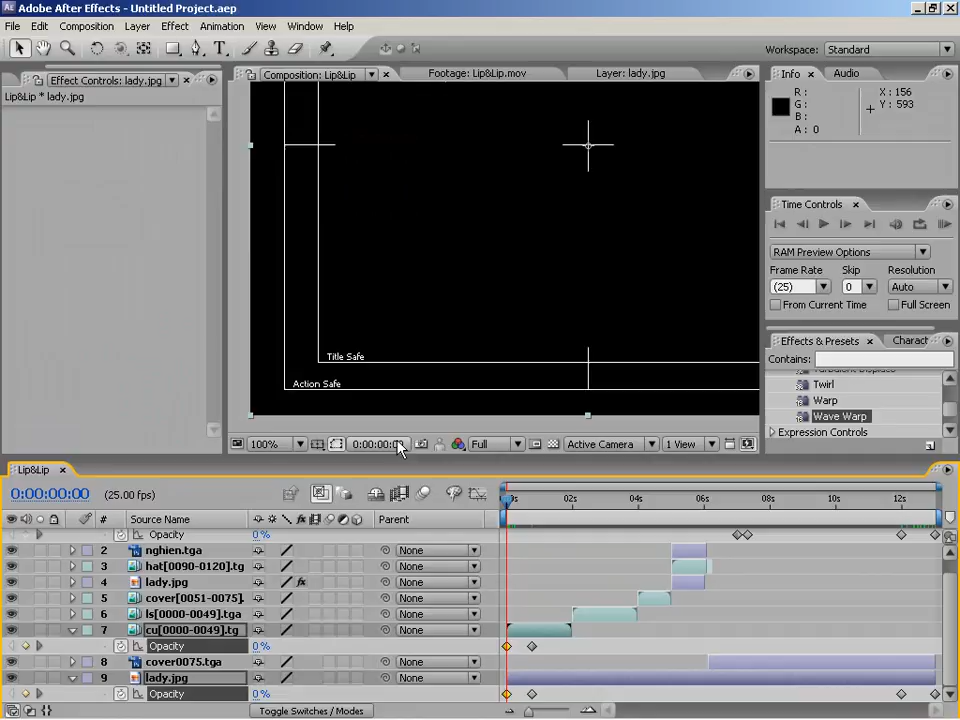 Adobe After Effects - Untitled Project.aep
File Edit Composition Layer Effect Animation View Window Help
Workspace: Standard
Effect Controls: lady.jpg
Composition: Lip&Lip
Footage: Lip&Lip.mov
Layer: lady.jpg
Info
Audio
Lip&Lip * lady.jpg
R :
G :
B :
A : 0
X : 156
Y : 593
Time Controls
RAM Preview Options
Frame Rate Skip Resolution
(25) 0 Auto
From Current Time Full Screen
Effects & Presets
Charact
Contains:
Twirl
Warp
Wave Warp
Expression Controls
Title Safe
Action Safe
100% 0:00:00:00 Full Active Camera 1 View
Lip&Lip
0:00:00:00 (25.00 fps)
02s 04s 06s 08s 10s 12s
# Source Name Parent
Opacity 0 %
2 nghien.tga None
3 hat[0090-0120].tg None
4 lady.jpg None
5 cover[0051-0075]. None
6 ls[0000-0049].tga None
7 cu[0000-0049].tg None
Opacity 0 %
8 cover0075.tga None
9 lady.jpg None
Opacity 0 %
Toggle Switches / Modes